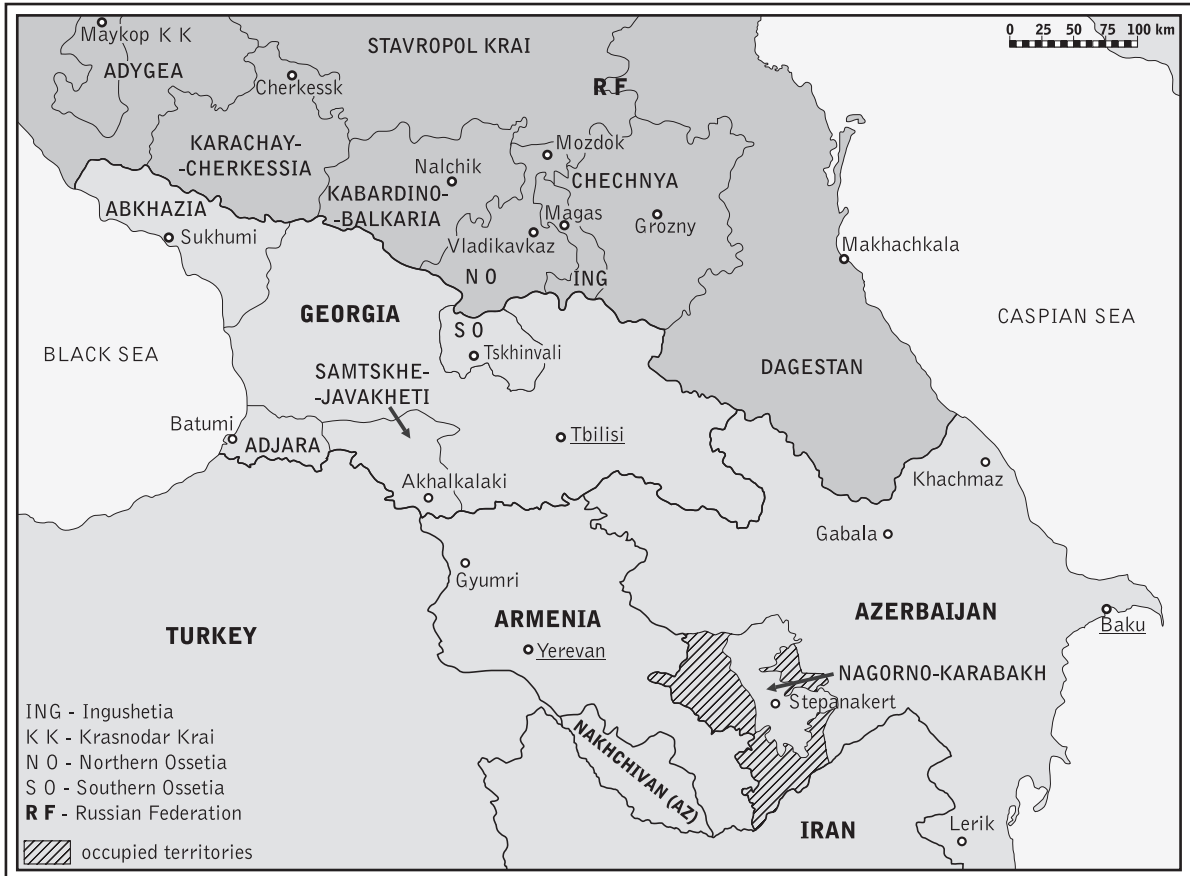 Maykop K K
STAVROPOL KRAI
0 25 50 75 100 km
ADYGEA
Cherkessk
R F
KARACHAY-
-CHERKESSIA
Mozdok
Nalchik
CHECHNYA
KABARDINO-
-BALKARIA
ABKHAZIA
Magas
Grozny
Sukhumi
Vladikavkaz
Makhachkala
N O
ING
GEORGIA
CASPIAN SEA
S O
BLACK SEA
Tskhinvali
SAMTSKHE-
-JAVAKHETI
DAGESTAN
Batumi
ADJARA
Tbilisi
Akhalkalaki
Khachmaz
Gabala
Gyumri
ARMENIA
AZERBAIJAN
Baku
TURKEY
Yerevan
NAGORNO-KARABAKH
Stepanakert
NAKHCHIVAN (AZ)
IRAN
Lerik
ING - Ingushetia
K K - Krasnodar Krai
N O - Northern Ossetia
S O - Southern Ossetia
R F - Russian Federation
occupied territories